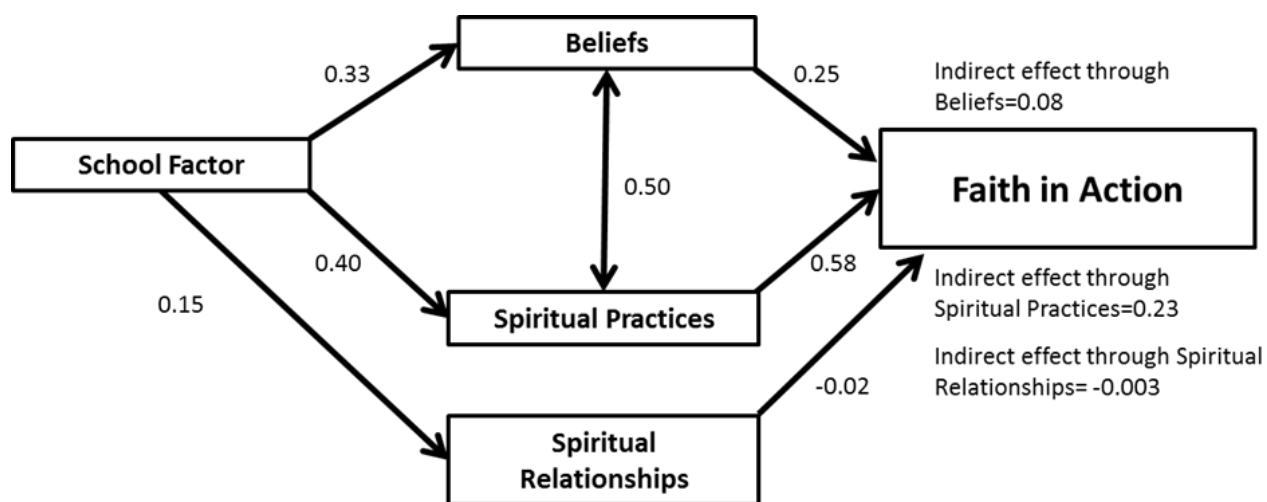 Beliefs
0.33
0.25
Indirect effect through
Beliefs=0.08
School Factor
0.50
Faith in Action
0.40
0.58
0.15
Spiritual Practices
Indirect effect through
Spiritual Practices=0.23
-0.02
Indirect effect through Spiritual
Relationships= -0.003
Spiritual
Relationships